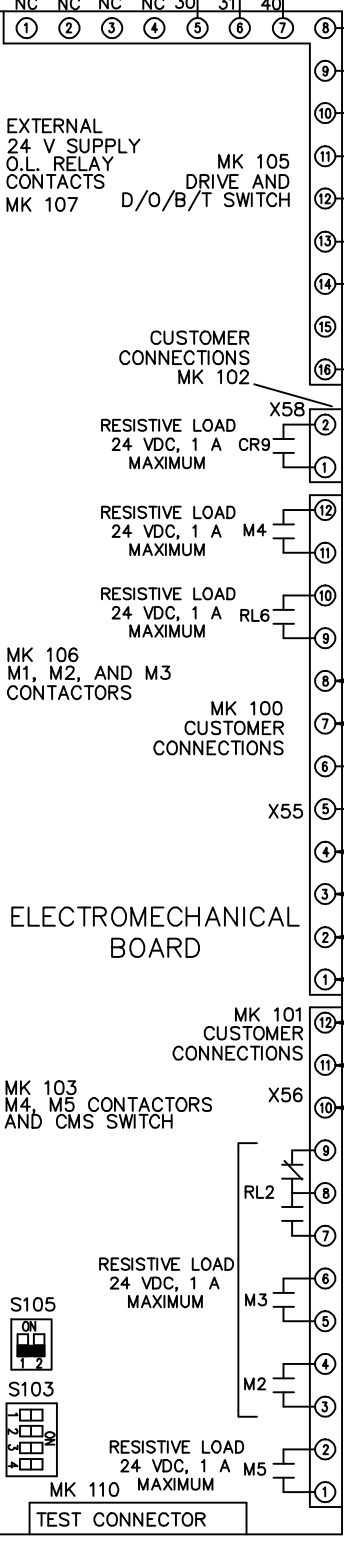 NC NC NC NC 30 31 40
1 2 3 4 5 6 7 8
9
10
EXTERNAL
24 V SUPPLY
O.L. RELAY
CONTACTS
MK 107
11
MK 105
DRIVE AND
D/O/B/T SWITCH
12
13
14
15
CUSTOMER
CONNECTIONS
MK 102
16
X58
RESISTIVE LOAD
24 VDC, 1 A
MAXIMUM
CR9
2
1
RESISTIVE LOAD
24 VDC, 1 A
MAXIMUM
M4
12
11
RESISTIVE LOAD
24 VDC, 1 A
MAXIMUM
RL6
10
9
MK 106
M1, M2, AND M3
CONTACTORS
8
MK 100
CUSTOMER
CONNECTIONS
7
6
X55
5
4
3
ELECTROMECHANICAL
BOARD
2
1
MK 101
CUSTOMER
CONNECTIONS
12
11
MK 103
M4, M5 CONTACTORS
AND CMS SWITCH
X56
10
9
RL2
8
7
RESISTIVE LOAD
24 VDC, 1 A
MAXIMUM
6
M3
5
S105
ON
1 2
4
M2
3
S103
1
2
3
4
ON
RESISTIVE LOAD
24 VDC, 1 A
MAXIMUM
M5
2
1
MK 110
TEST CONNECTOR